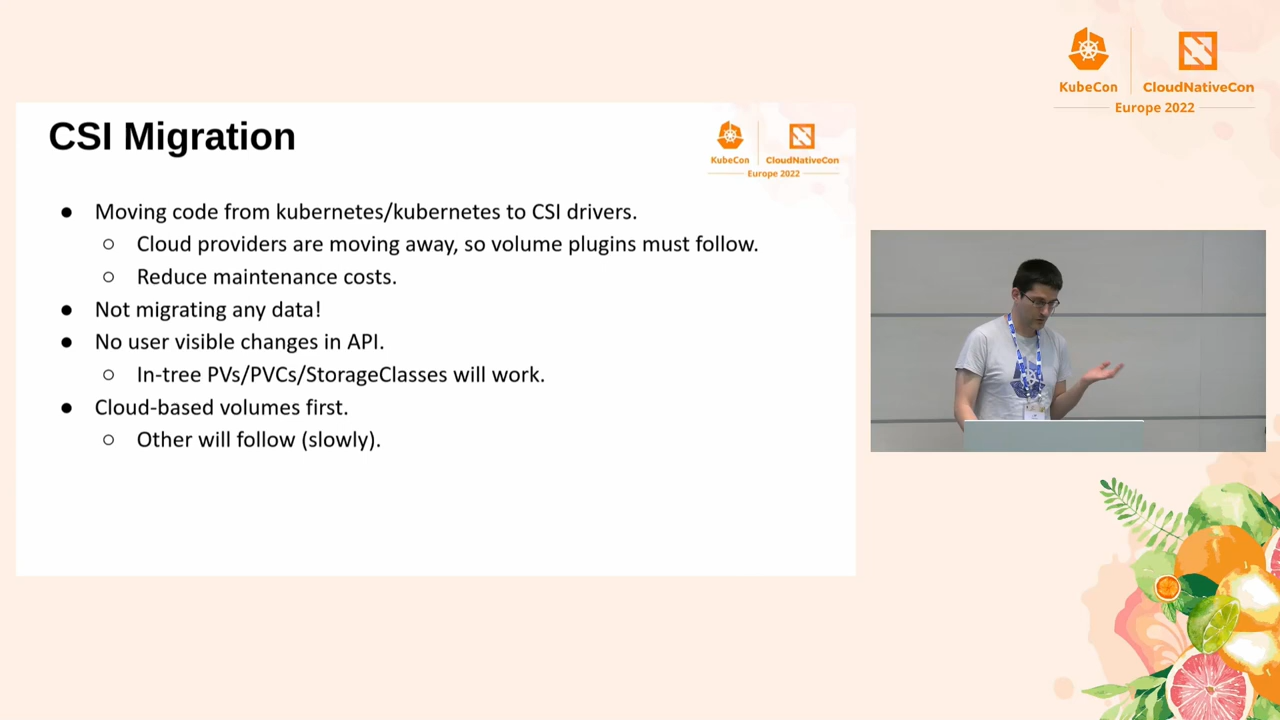 KubeCon
CloudNativeCon
Europe 2022
CSI Migration
KubeCon
CloudNativeCon
Europe 2022
● Moving code from kubernetes/kubernetes to CSI drivers.
○ Cloud providers are moving away, so volume plugins must follow.
○ Reduce maintenance costs.
● Not migrating any data!
● No user visible changes in API.
○ In-tree PVs/PVCs/StorageClasses will work.
● Cloud-based volumes first.
○ Other will follow (slowly).